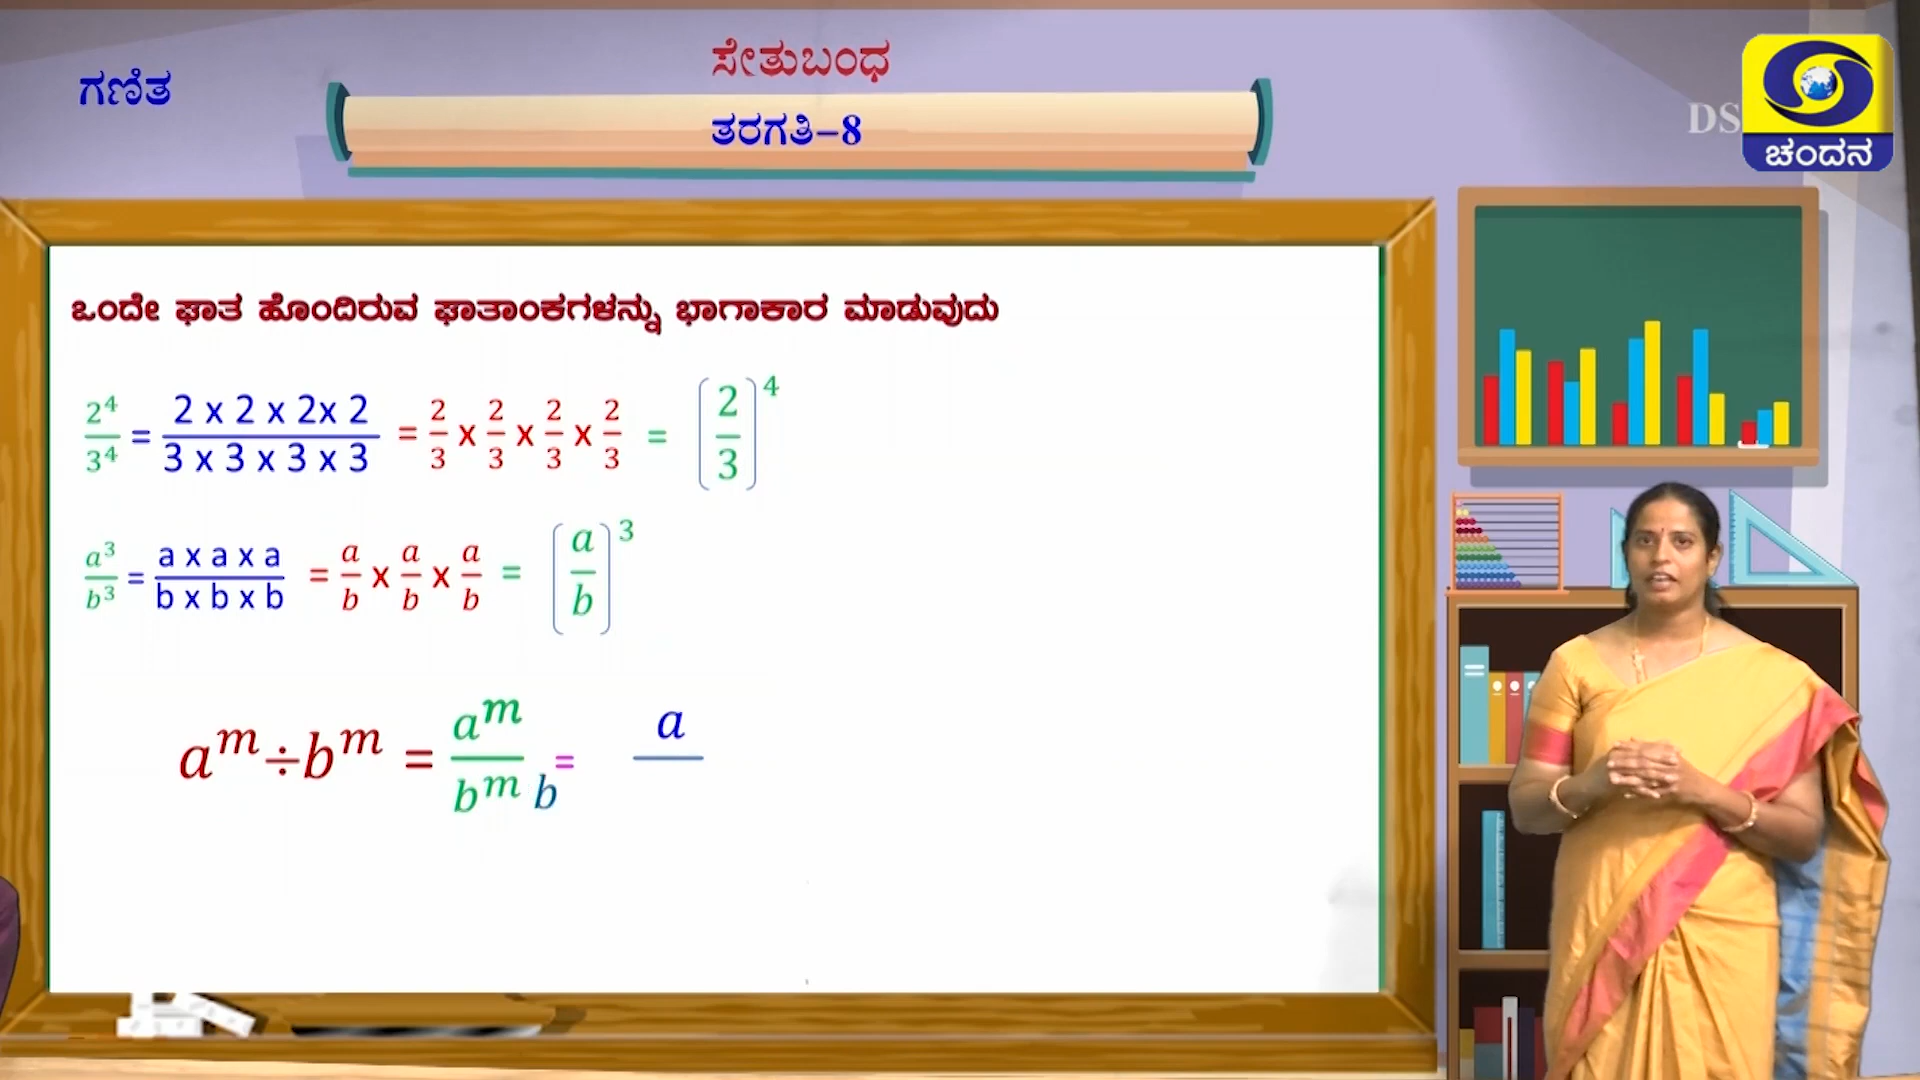 ಸೇತುಬಂಧ
ಗಣಿತ
ತರಗತಿ–8
DS
ಚಂದನ
ಒಂದೇ ಘಾತ ಹೊಂದಿರುವ ಘಾತಾಂಕಗಳನ್ನು ಭಾಗಾಕಾರ ಮಾಡುವುದು
2⁴/3⁴ = 2 x 2 x 2x 2/3 x 3 x 3 x 3 = 2/3 x 2/3 x 2/3 x 2/3 = (2/3)⁴
a³/b³ = a x a x a/b x b x b = a/b x a/b x a/b = (a/b)³
aᵐ÷bᵐ = aᵐ/bᵐ = a/
b